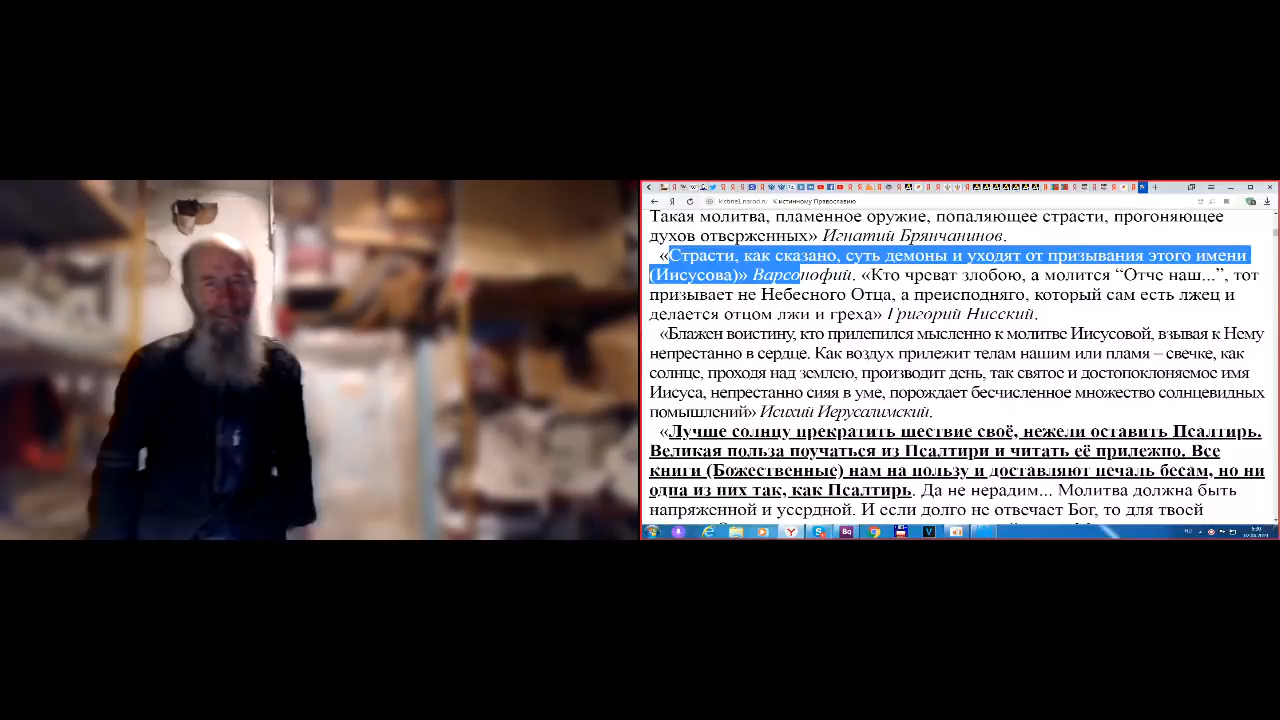 kistine1.narod.ru К истинному Православию
Такая молитва, пламенное оружие, попаляющее страсти, прогоняющее
духов отверженных» Игнатий Брянчанинов.
«Страсти, как сказано, суть демоны и уходят от призывания этого имени
(Иисусова)» Варсонофий. «Кто чреват злобою, а молится “Отче наш...”, тот
призывает не Небесного Отца, а преисподняго, который сам есть лжец и
делается отцом лжи и греха» Григорий Нисский.
«Блажен воистину, кто прилепился мысленно к молитве Иисусовой, взывая к Нему
непрестанно в сердце. Как воздух прилежит телам нашим или пламя – свечке, как
солнце, проходя над землею, производит день, так святое и достопоклоняемое имя
Иисуса, непрестанно сияя в уме, порождает бесчисленное множество солнцевидных
помышлений» Исихий Иерусалимский.
«Лучше солнцу прекратить шествие своё, нежели оставить Псалтирь.
Великая польза поучаться из Псалтири и читать её прилежно. Все
книги (Божественные) нам на пользу и доставляют печаль бесам, но ни
одна из них так, как Псалтирь. Да не нерадим... Молитва должна быть
напряженной и усердной. И если долго не отвечает Бог, то для твоей